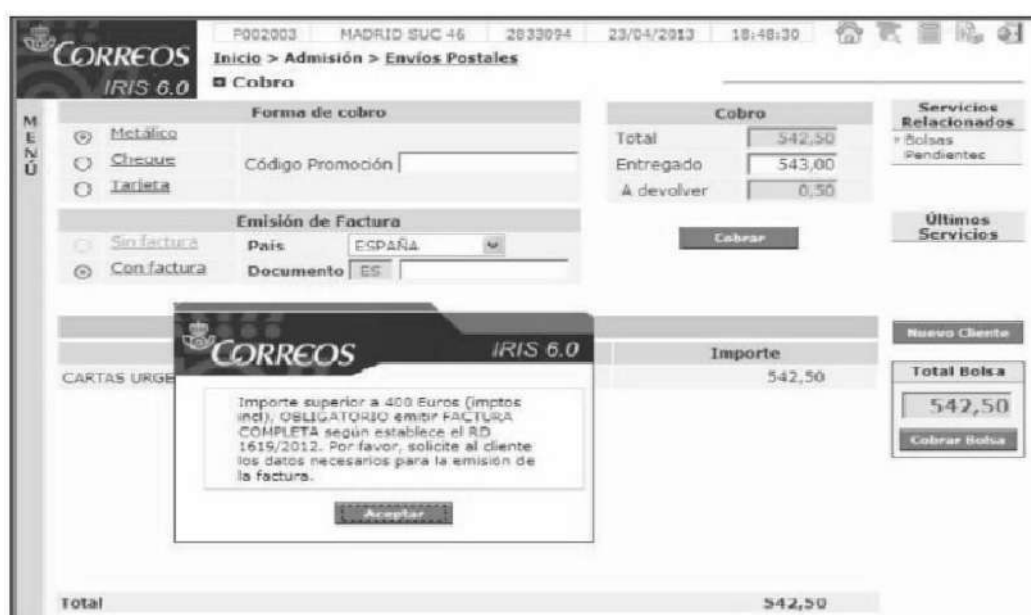 CORREOS
IRIS 6.0
P002003 MADRID SUC 46 2833094 23/04/2013 18:48:30
Inicio > Admisión > Envíos Postales
Cobro
MENÚ
Forma de cobro
Metálico
Cheque
Tarjeta
Código Promoción
Cobro
Total 542,50
Entregado 543,00
A devolver 0,50
Servicios
Relacionados
Bolsas
Pendientes
Emisión de Factura
Sin factura
Con factura
País ESPAÑA
Documento ES
Cobrar
Últimos
Servicios
CORREOS IRIS 6.0
Importe superior a 400 Euros (imptos
incl), OBLIGATORIO emitir FACTURA
COMPLETA según establece el RD
1619/2012. Por favor, solicite al cliente
los datos necesarios para la emisión de
la factura.
Aceptar
Importe
CARTAS URGE 542,50
Nuevo Cliente
Total Bolsa
542,50
Cobrar Bolsa
Total 542,50